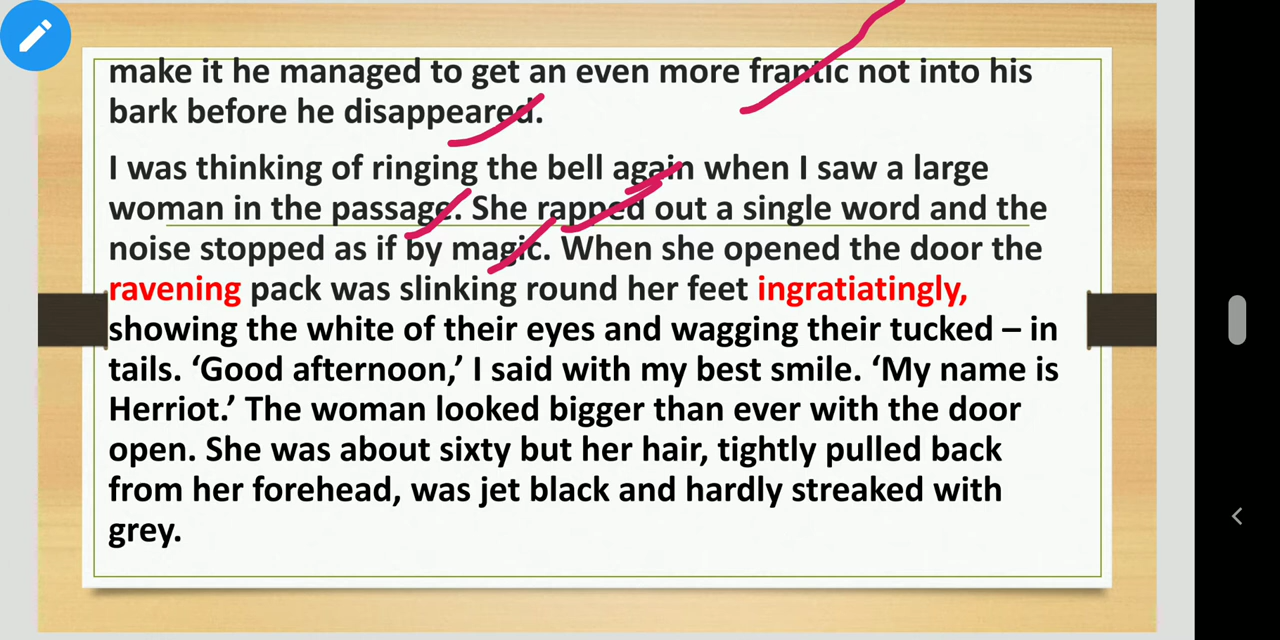 make it he managed to get an even more frantic not into his
bark before he disappeared.
I was thinking of ringing the bell again when I saw a large
woman in the passage. She rapped out a single word and the
noise stopped as if by magic. When she opened the door the
ravening pack was slinking round her feet ingratiatingly,
showing the white of their eyes and wagging their tucked – in
tails. ‘Good afternoon,’ I said with my best smile. ‘My name is
Herriot.’ The woman looked bigger than ever with the door
open. She was about sixty but her hair, tightly pulled back
from her forehead, was jet black and hardly streaked with
grey.